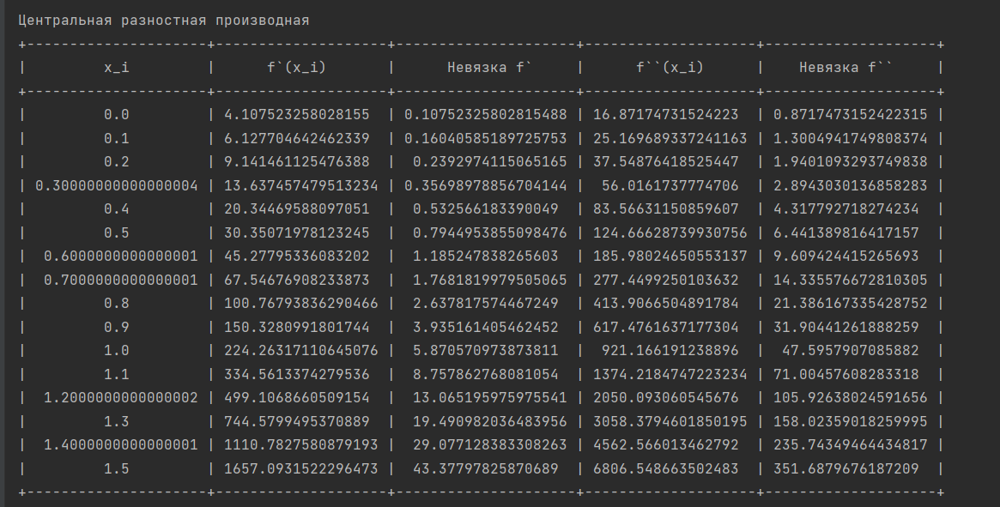 Центральная разностная производная
+---------------------+--------------------+---------------------+--------------------+--------------------+
|         x_i         |      f`(x_i)       |      Невязка f`     |      f``(x_i)      |    Невязка f``     |
+---------------------+--------------------+---------------------+--------------------+--------------------+
|         0.0         | 4.107523258028155  | 0.10752325802815488 | 16.87174731524223  | 0.8717473152422315 |
|         0.1         | 6.127704642462339  | 0.16040585189725753 | 25.169689337241163 | 1.3004941749808374 |
|         0.2         | 9.141461125476388  |  0.2392974115065165 | 37.54876418525447  | 1.9401093293749838 |
| 0.30000000000000004 | 13.637457479513234 | 0.35698978856704144 |  56.0161737774706  | 2.8943030136858283 |
|         0.4         | 20.34469588097051  |  0.532566183390049  | 83.56631150859607  | 4.317792718274234  |
|         0.5         | 30.35071978123245  |  0.7944953855098476 | 124.66628739930756 | 6.441389816417157  |
|  0.6000000000000001 | 45.27795336083202  |  1.185247838265603  | 185.98024650553137 | 9.609424415265693  |
|  0.7000000000000001 | 67.54676908233873  |  1.7681819979505065 | 277.4499250103632  | 14.335576672810305 |
|         0.8         | 100.76793836290466 |  2.637817574467249  | 413.9066504891784  | 21.386167335428752 |
|         0.9         | 150.3280991801744  |  3.935161405462452  | 617.4761637177304  | 31.90441261888259  |
|         1.0         | 224.26317110645076 |  5.870570973873811  |  921.166191238896  |  47.5957907085882  |
|         1.1         | 334.5613374279536  |  8.757862768081054  | 1374.2184747223234 | 71.00457608283318  |
|  1.2000000000000002 | 499.1068660509154  |  13.065195975975541 | 2050.093060545676  | 105.92638024591656 |
|         1.3         | 744.5799495370889  |  19.490982036483956 | 3058.3794601850195 | 158.02359018259995 |
|  1.4000000000000001 | 1110.7827580879193 |  29.077128383308263 | 4562.566013462792  | 235.74349464434817 |
|         1.5         | 1657.0931522296473 |  43.37797825870689  | 6806.548663502483  | 351.6879676187209  |
+---------------------+--------------------+---------------------+--------------------+--------------------+